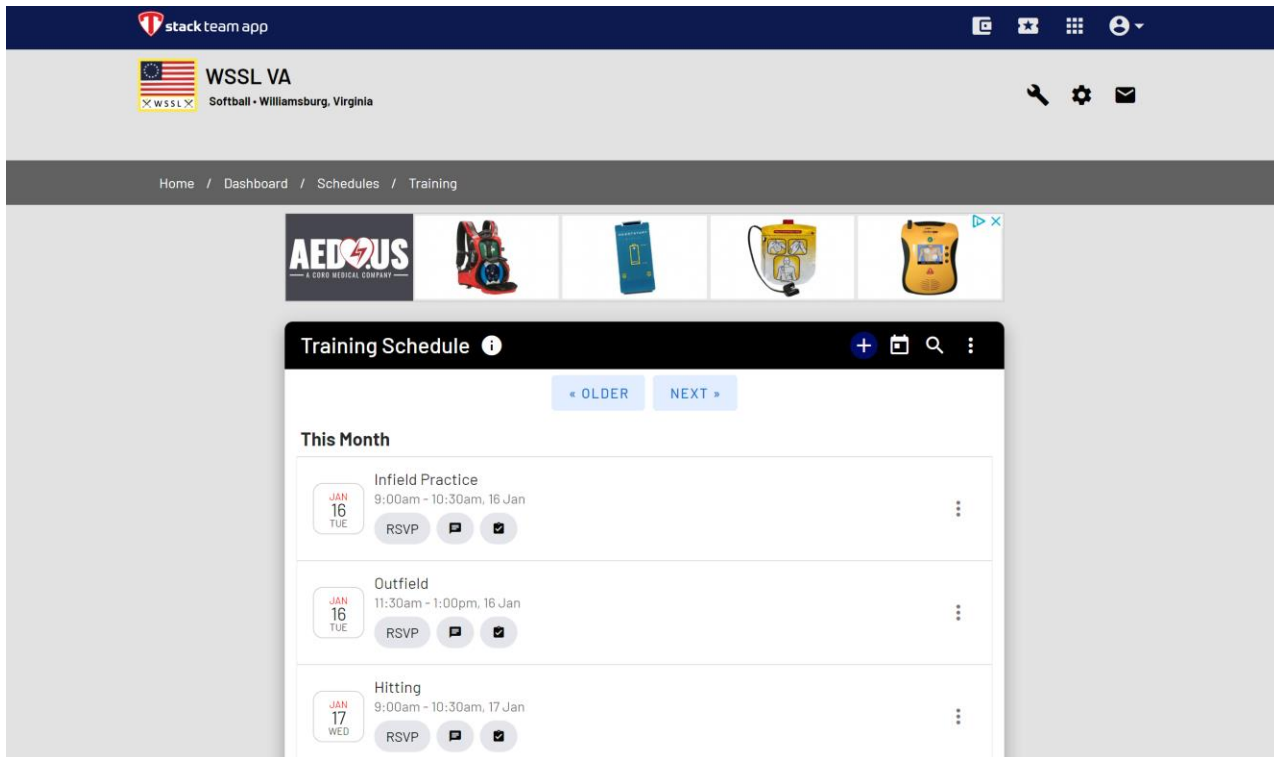 stack team app
WSSL VA
Softball • Williamsburg, Virginia
WSSL
Home / Dashboard / Schedules / Training
AED US
A CORO MEDICAL COMPANY
Training Schedule
« OLDER NEXT »
This Month
Infield Practice
JAN
16
TUE
9:00am - 10:30am, 16 Jan
RSVP
Outfield
JAN
16
TUE
11:30am - 1:00pm, 16 Jan
RSVP
Hitting
JAN
17
WED
9:00am - 10:30am, 17 Jan
RSVP